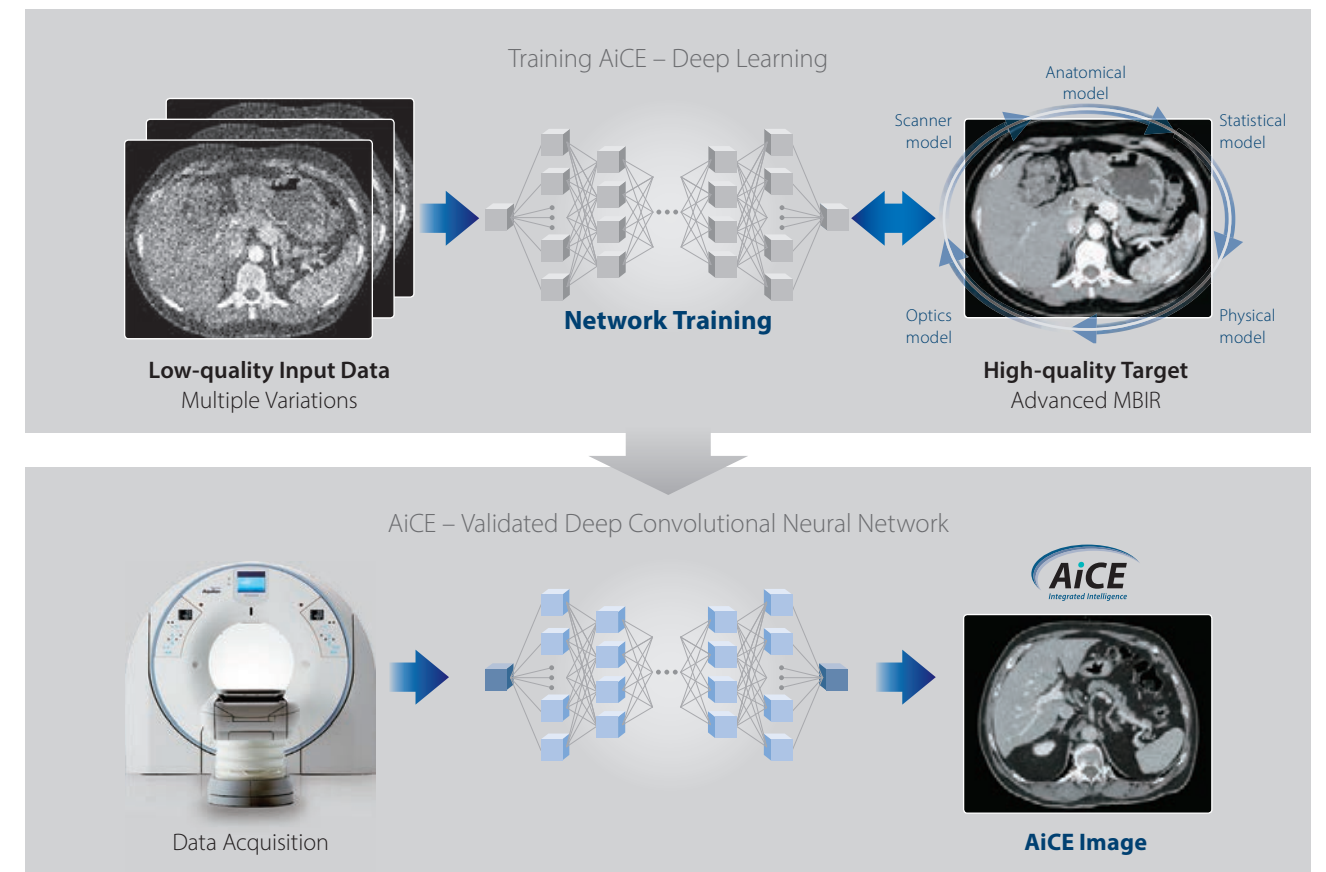 Training AiCE – Deep Learning
Anatomical
model
Scanner
model
Statistical
model
Optics
model
Physical
model
Network Training
Low-quality Input Data
Multiple Variations
High-quality Target
Advanced MBIR
AiCE – Validated Deep Convolutional Neural Network
AiCE
Integrated Intelligence
Data Acquisition
AiCE Image